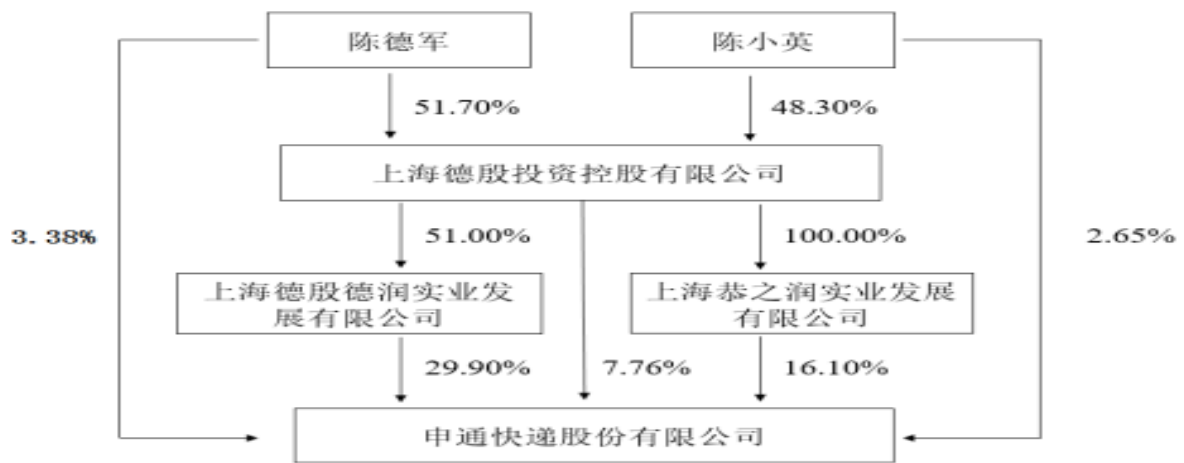 陈德军
陈小英
51.70%
48.30%
上海德殷投资控股有限公司
3.38%
51.00%
100.00%
2.65%
上海德殷德润实业发
展有限公司
上海恭之润实业发展
有限公司
29.90%
7.76%
16.10%
申通快递股份有限公司